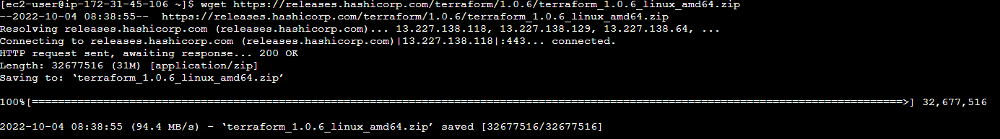 [ec2-user@ip-172-31-45-106 ~]$ wget https://releases.hashicorp.com/terraform/1.0.6/terraform_1.0.6_linux_amd64.zip
--2022-10-04 08:38:55--  https://releases.hashicorp.com/terraform/1.0.6/terraform_1.0.6_linux_amd64.zip
Resolving releases.hashicorp.com (releases.hashicorp.com)... 13.227.138.118, 13.227.138.129, 13.227.138.64, ...
Connecting to releases.hashicorp.com (releases.hashicorp.com)|13.227.138.118|:443... connected.
HTTP request sent, awaiting response... 200 OK
Length: 32677516 (31M) [application/zip]
Saving to: ‘terraform_1.0.6_linux_amd64.zip’
100%[======================================================================================================================================>] 32,677,516
2022-10-04 08:38:55 (94.4 MB/s) - ‘terraform_1.0.6_linux_amd64.zip’ saved [32677516/32677516]